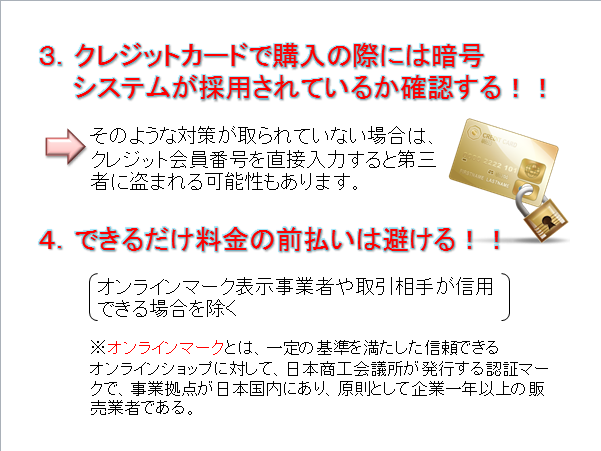 ３．クレジットカードで購入の際には暗号
システムが採用されているか確認する！！
そのような対策が取られていない場合は、
クレジット会員番号を直接入力すると第三
者に盗まれる可能性もあります。
４．できるだけ料金の前払いは避ける！！
オンラインマーク表示事業者や取引相手が信用
できる場合を除く
※オンラインマークとは、一定の基準を満たした信頼できる
オンラインショップに対して、日本商工会議所が発行する認証マー
クで、事業拠点が日本国内にあり、原則として企業一年以上の販
売業者である。